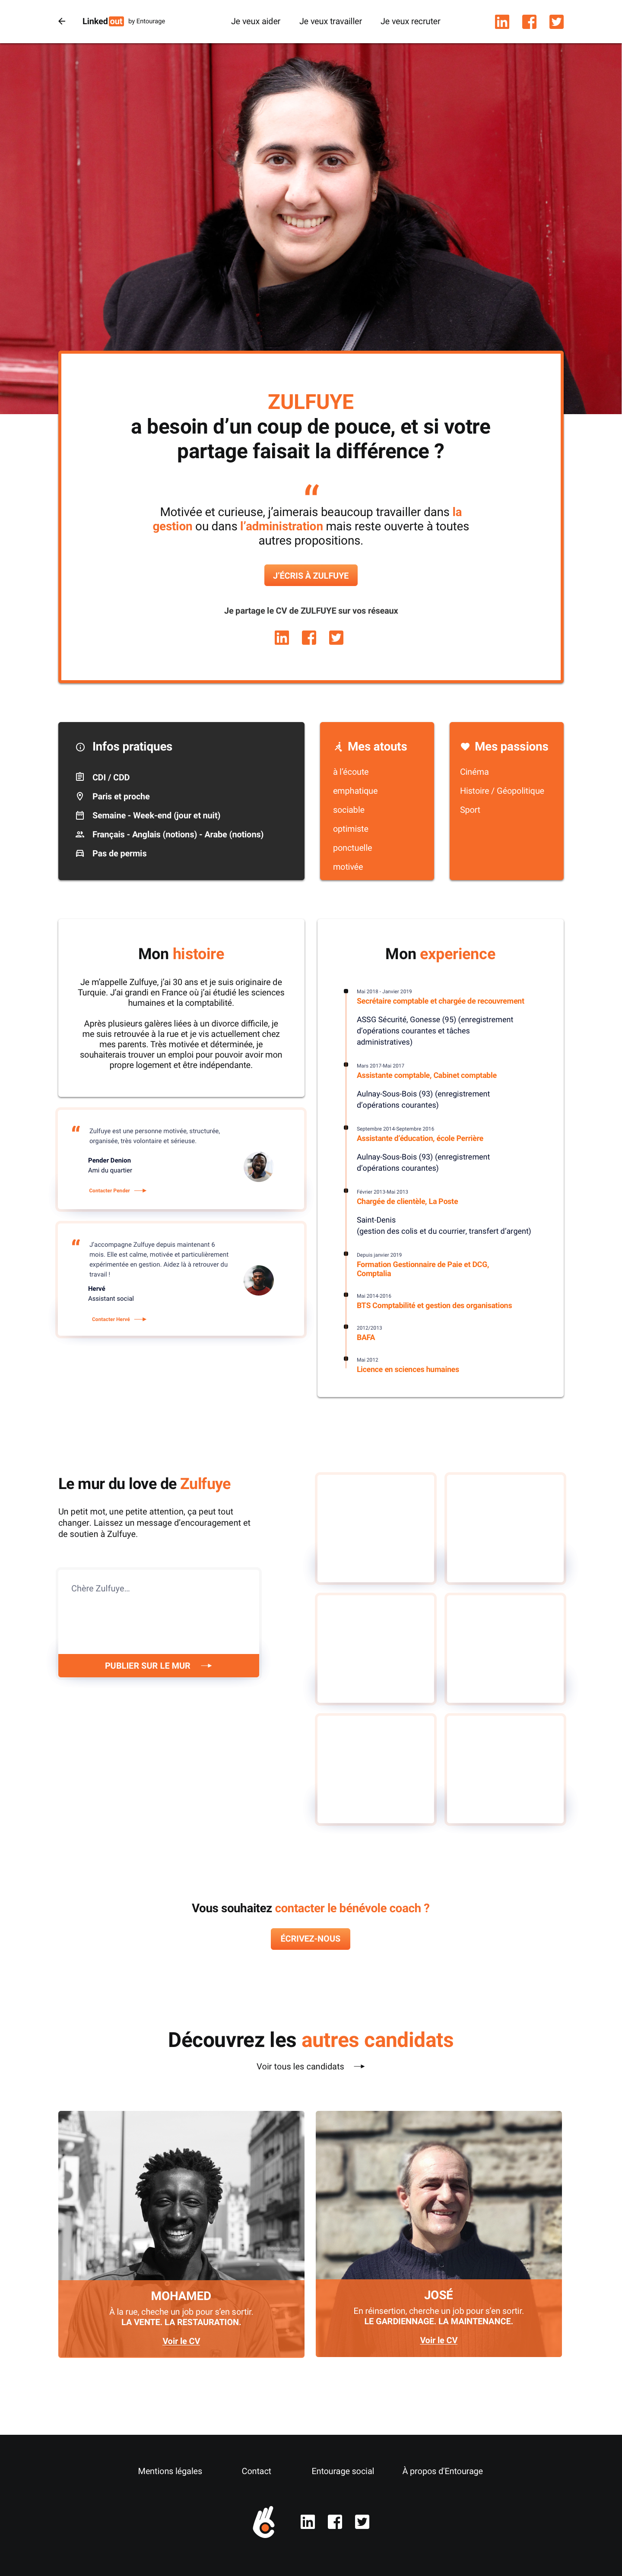 Linkedout by Entourage
Je veux aider
Je veux travailler
Je veux recruter
ZULFUYE
a besoin d’un coup de pouce, et si votre
partage faisait la différence ?
“
Motivée et curieuse, j’aimerais beaucoup travailler dans la
gestion ou dans l’administration mais reste ouverte à toutes
autres propositions.
J’ÉCRIS À ZULFUYE
Je partage le CV de ZULFUYE sur vos réseaux
Infos pratiques
CDI / CDD
Paris et proche
Semaine - Week-end (jour et nuit)
Français - Anglais (notions) - Arabe (notions)
Pas de permis
Mes atouts
à l’écoute
emphatique
sociable
optimiste
ponctuelle
motivée
Mes passions
Cinéma
Histoire / Géopolitique
Sport
Mon histoire
Je m’appelle Zulfuye, j’ai 30 ans et je suis originaire de
Turquie. J’ai grandi en France où j’ai étudié les sciences
humaines et la comptabilité.
Après plusieurs galères liées à un divorce difficile, je
me suis retrouvée à la rue et je vis actuellement chez
mes parents. Très motivée et déterminée, je
souhaiterais trouver un emploi pour pouvoir avoir mon
propre logement et être indépendante.
“
Zulfuye est une personne motivée, structurée,
organisée, très volontaire et sérieuse.
Pender Denion
Ami du quartier
Contacter Pender
“
J’accompagne Zulfuye depuis maintenant 6
mois. Elle est calme, motivée et particulièrement
expérimentée en gestion. Aidez là à retrouver du
travail !
Hervé
Assistant social
Contacter Hervé
Mon experience
Mai 2018 - Janvier 2019
Secrétaire comptable et chargée de recouvrement
ASSG Sécurité, Gonesse (95) (enregistrement
d’opérations courantes et tâches
administratives)
Mars 2017-Mai 2017
Assistante comptable, Cabinet comptable
Aulnay-Sous-Bois (93) (enregistrement
d’opérations courantes)
Septembre 2014-Septembre 2016
Assistante d’éducation, école Perrière
Aulnay-Sous-Bois (93) (enregistrement
d’opérations courantes)
Février 2013-Mai 2013
Chargée de clientèle, La Poste
Saint-Denis
(gestion des colis et du courrier, transfert d’argent)
Depuis janvier 2019
Formation Gestionnaire de Paie et DCG,
Comptalia
Mai 2014-2016
BTS Comptabilité et gestion des organisations
2012/2013
BAFA
Mai 2012
Licence en sciences humaines
Le mur du love de Zulfuye
Un petit mot, une petite attention, ça peut tout
changer. Laissez un message d’encouragement et
de soutien à Zulfuye.
Chère Zulfuye…
PUBLIER SUR LE MUR
Vous souhaitez contacter le bénévole coach ?
ÉCRIVEZ-NOUS
Découvrez les autres candidats
Voir tous les candidats
MOHAMED
À la rue, cheche un job pour s’en sortir.
LA VENTE. LA RESTAURATION.
Voir le CV
JOSÉ
En réinsertion, cherche un job pour s’en sortir.
LE GARDIENNAGE. LA MAINTENANCE.
Voir le CV
Mentions légales
Contact
Entourage social
À propos d’Entourage